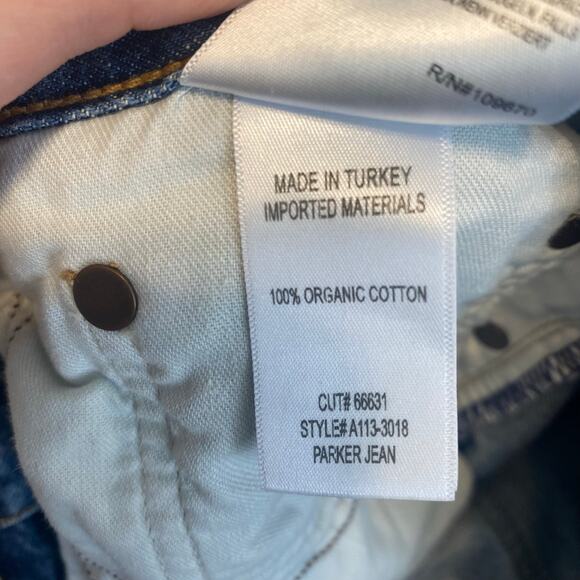 R/N#109670
MADE IN TURKEY
IMPORTED MATERIALS
100% ORGANIC COTTON
CUT# 66631
STYLE# A113-3018
PARKER JEAN